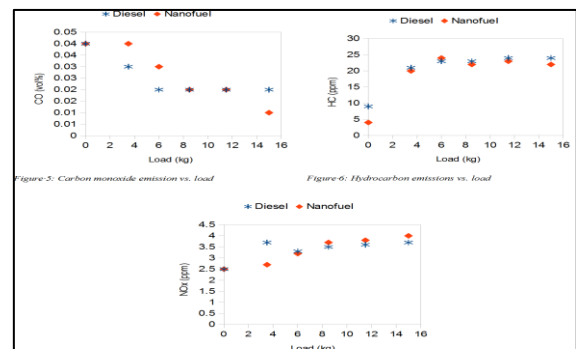 Diesel Nanofuel
0.05
0.04
0.04
0.03
0.03
0.02
0.02
0.01
0.01
0
CO (vol%)
0 2 4 6 8 10 12 14 16
Load (kg)
Figure-5: Carbon monoxide emission vs. load
Diesel Nanofuel
30
25
20
15
10
5
0
HC (ppm)
0 2 4 6 8 10 12 14 16
Load (kg)
Figure-6: Hydrocarbon emissions vs. load
Diesel Nanofuel
4.5
4
3.5
3
2.5
2
1.5
1
0.5
0
NOx (ppm)
0 2 4 6 8 10 12 14 16
Load (kg)